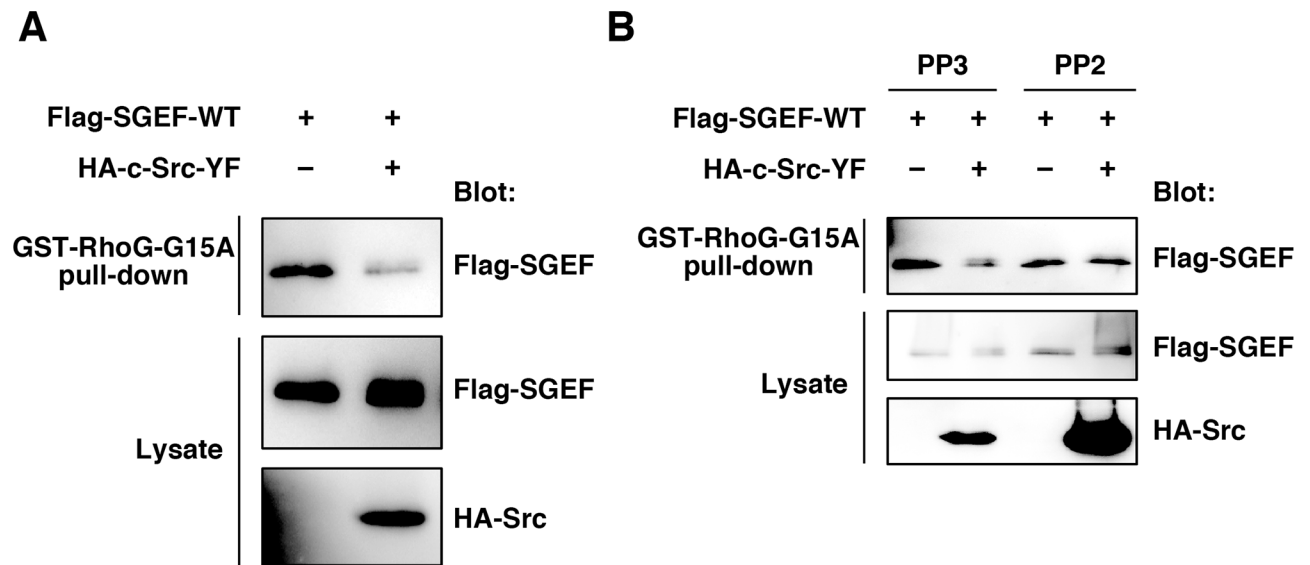 A
Flag-SGEF-WT + +
HA-c-Src-YF – +
Blot:
GST-RhoG-G15A
pull-down
Flag-SGEF
Lysate
Flag-SGEF
HA-Src
B
PP3 PP2
Flag-SGEF-WT + + + +
HA-c-Src-YF – + – +
Blot:
GST-RhoG-G15A
pull-down
Flag-SGEF
Lysate
Flag-SGEF
HA-Src